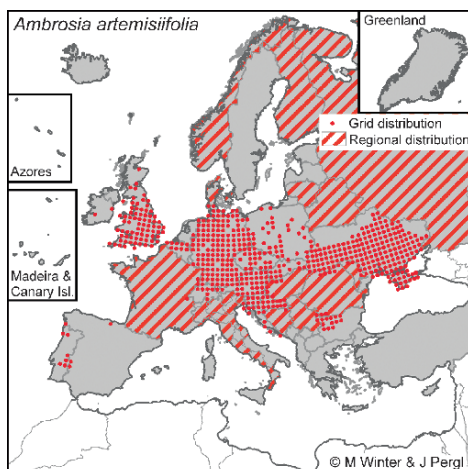 Ambrosia artemisiifolia
Greenland
Grid distribution
Regional distribution
Azores
Madeira &
Canary Isl.
© M Winter & J Pergl